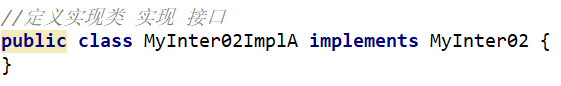 //定义实现类 实现 接口
public class MyInter02ImplA implements MyInter02 {
}